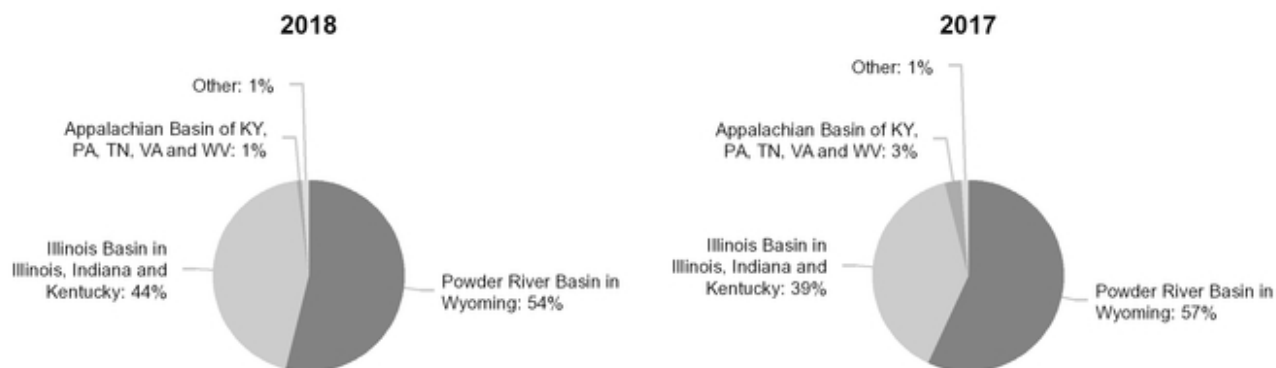 2018
Other: 1%
Appalachian Basin of KY,
PA, TN, VA and WV: 1%
Illinois Basin in
Illinois, Indiana and
Kentucky: 44%
Powder River Basin in
Wyoming: 54%
2017
Other: 1%
Appalachian Basin of KY,
PA, TN, VA and WV: 3%
Illinois Basin in
Illinois, Indiana and
Kentucky: 39%
Powder River Basin in
Wyoming: 57%